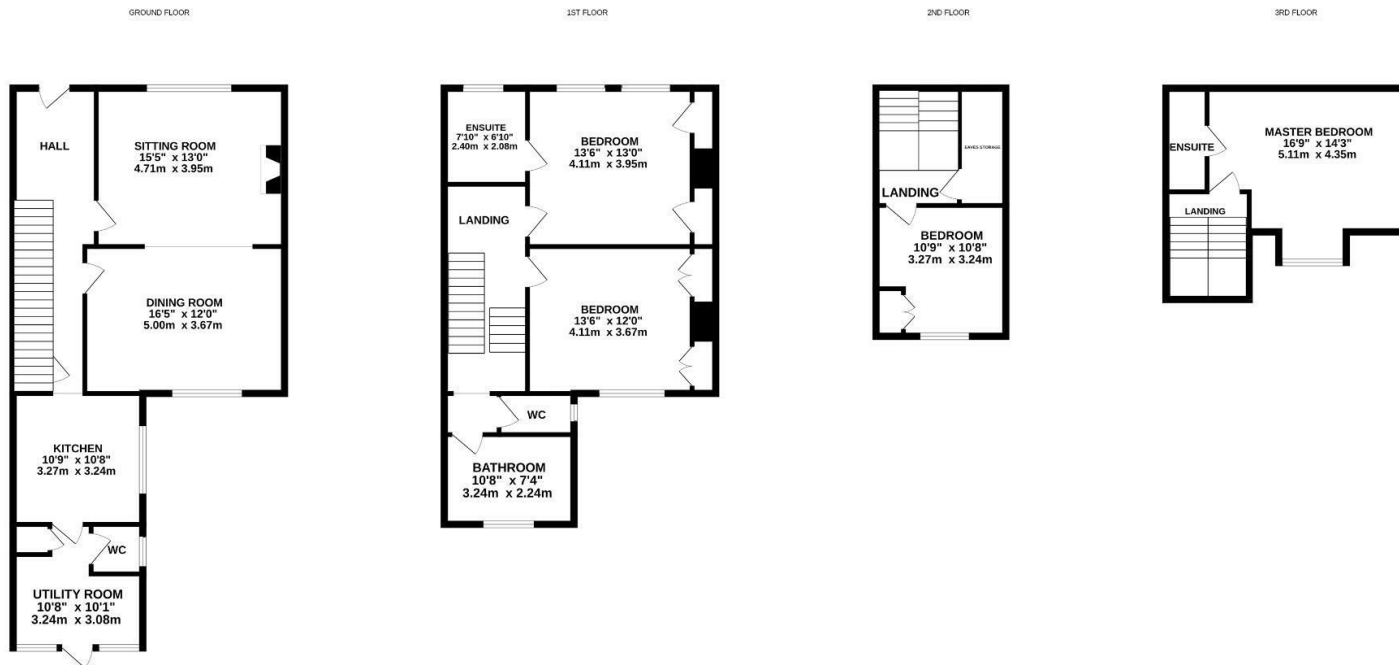 GROUND FLOOR
HALL
SITTING ROOM
15'5" x 13'0"
4.71m x 3.95m
DINING ROOM
16'5" x 12'0"
5.00m x 3.67m
KITCHEN
10'9" x 10'8"
3.27m x 3.24m
WC
UTILITY ROOM
10'8" x 10'1"
3.24m x 3.08m
1ST FLOOR
ENSUITE
7'10" x 6'10"
2.40m x 2.08m
BEDROOM
13'6" x 13'0"
4.11m x 3.95m
LANDING
BEDROOM
13'6" x 12'0"
4.11m x 3.67m
WC
BATHROOM
10'8" x 7'4"
3.24m x 2.24m
2ND FLOOR
EAVES STORAGE
LANDING
BEDROOM
10'9" x 10'8"
3.27m x 3.24m
3RD FLOOR
ENSUITE
MASTER BEDROOM
16'9" x 14'3"
5.11m x 4.35m
LANDING